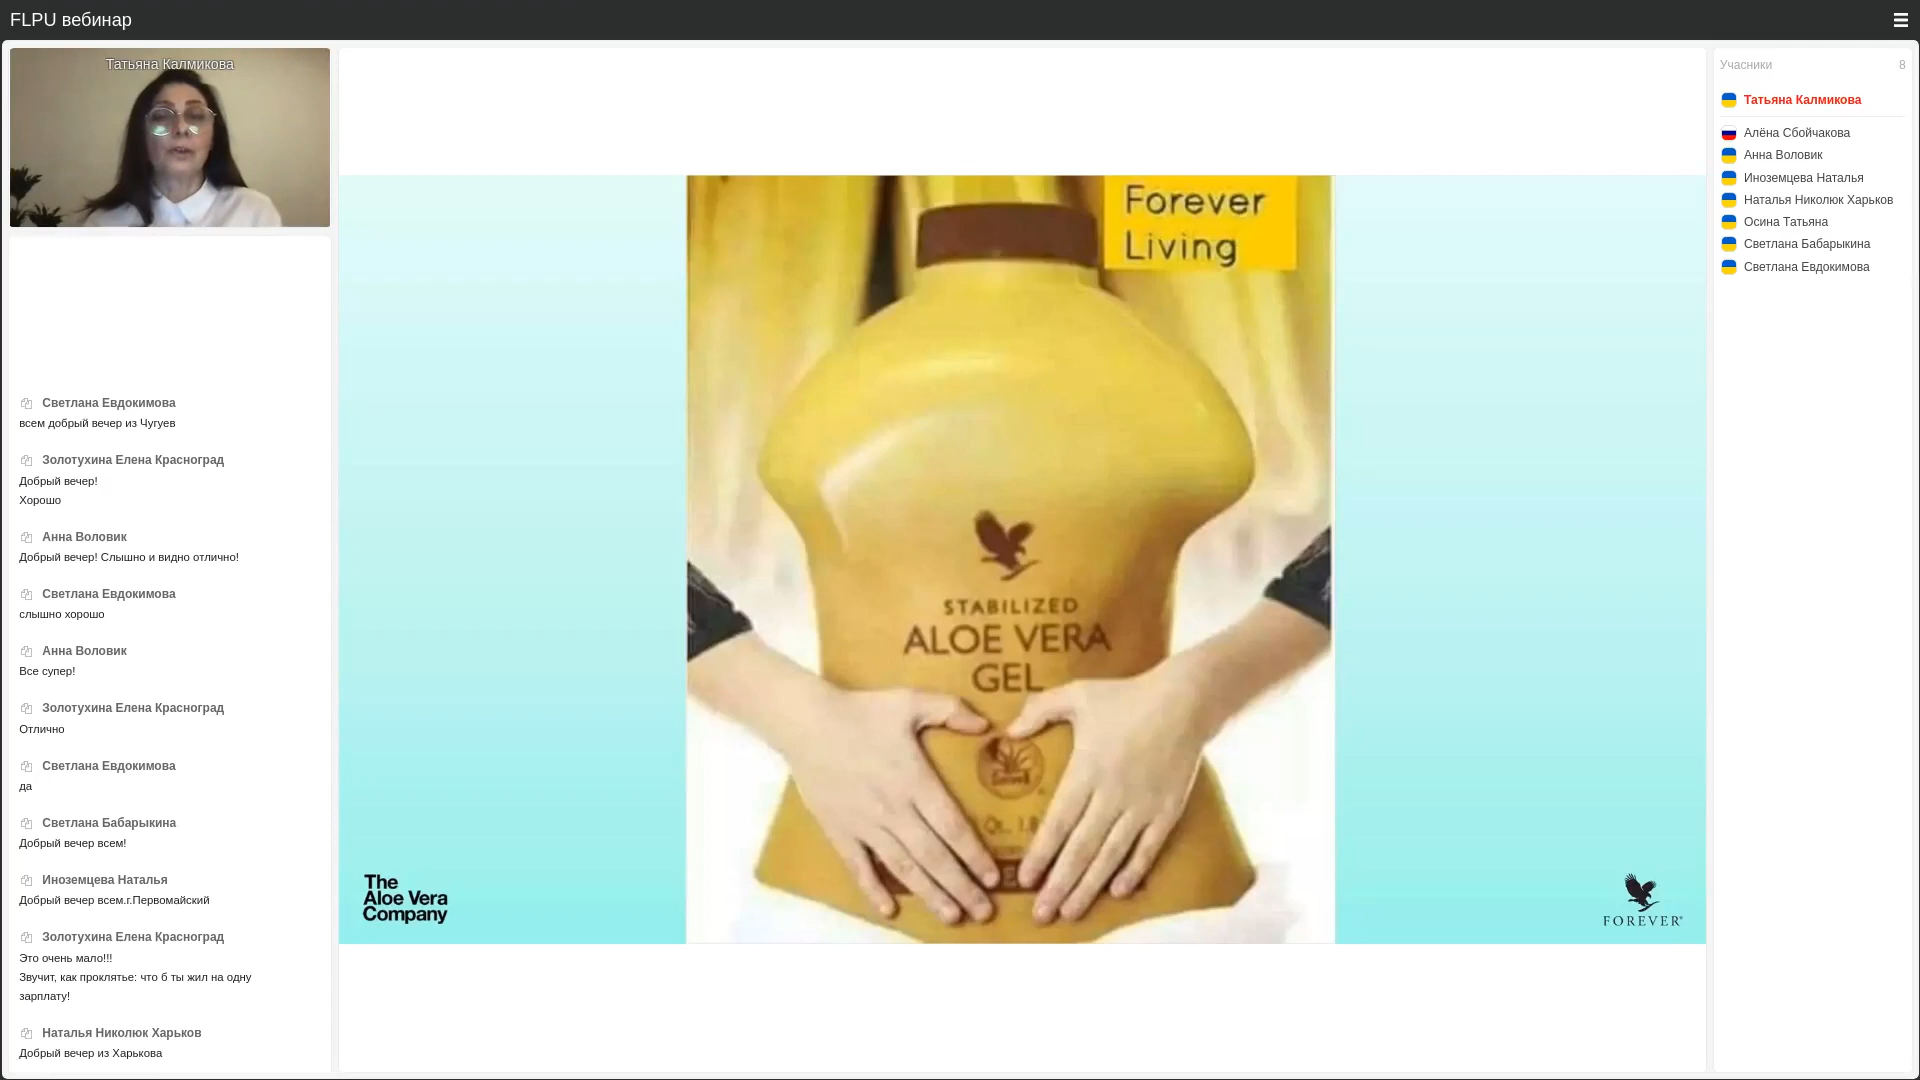 FLPU вебинар
Татьяна Калмикова
Светлана Евдокимова
всем добрый вечер из Чугуев
Золотухина Елена Красноград
Добрый вечер!
Хорошо
Анна Воловик
Добрый вечер! Слышно и видно отлично!
Светлана Евдокимова
слышно хорошо
Анна Воловик
Все супер!
Золотухина Елена Красноград
Отлично
Светлана Евдокимова
да
Светлана Бабарыкина
Добрый вечер всем!
Иноземцева Наталья
Добрый вечер всем.г.Первомайский
Золотухина Елена Красноград
Это очень мало!!!
Звучит, как проклятье: что б ты жил на одну
зарплату!
Наталья Николюк Харьков
Добрый вечер из Харькова
Forever
Living
STABILIZED
ALOE VERA
GEL
The
Aloe Vera
Company
FOREVER
Учасники 8
Татьяна Калмикова
Алёна Сбойчакова
Анна Воловик
Иноземцева Наталья
Наталья Николюк Харьков
Осина Татьяна
Светлана Бабарыкина
Светлана Евдокимова